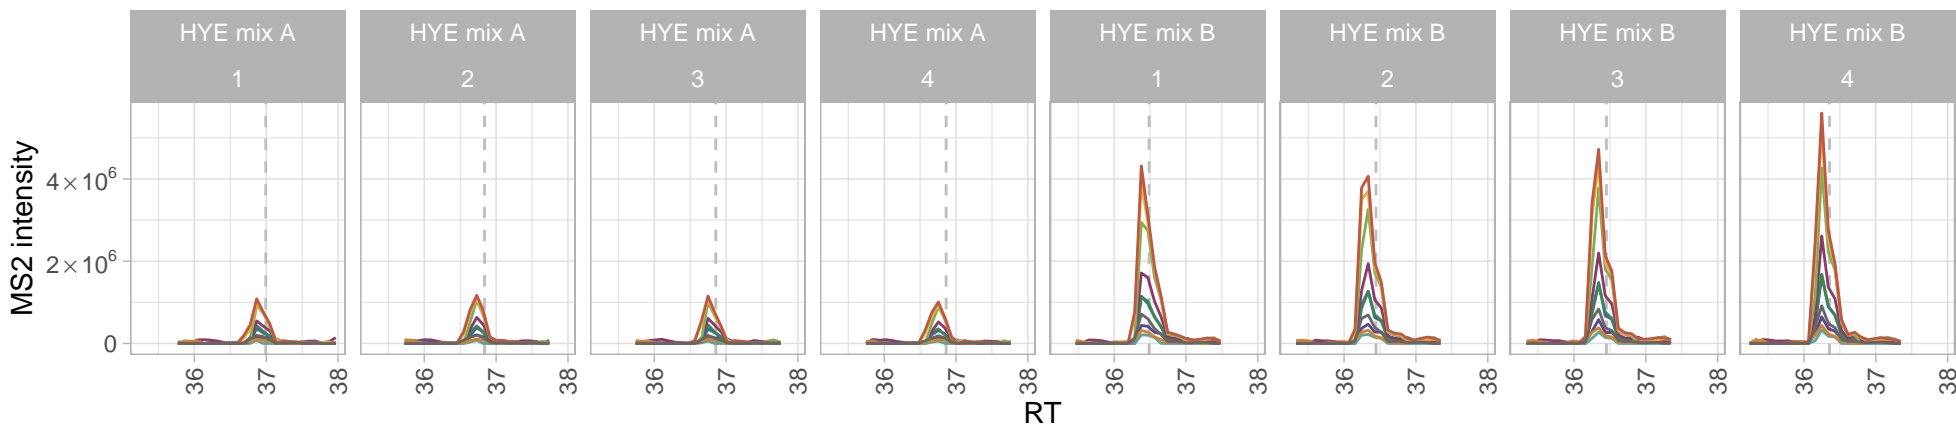 HYE mix A HYE mix A HYE mix A HYE mix A HYE mix B HYE mix B HYE mix B HYE mix B
1 2 3 4 1 2 3 4
MS2 intensity
4×10⁶
2×10⁶
0
36 37 38 36 37 38 36 37 38 36 37 38 36 37 38 36 37 38 36 37 38 36 37 38
RT